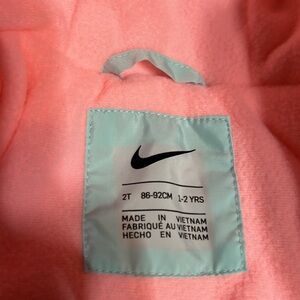 2T 86-92CM 1-2 YRS
MADE IN VIETNAM
FABRIQUÉ AU VIETNAM
HECHO EN VIETNAM